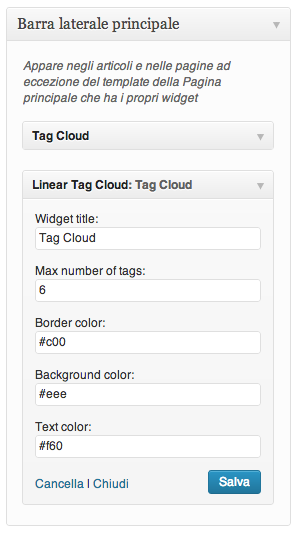 Barra laterale principale
Appare negli articoli e nelle pagine ad
eccezione del template della Pagina
principale che ha i propri widget
Tag Cloud
Linear Tag Cloud: Tag Cloud
Widget title:
Tag Cloud
Max number of tags:
6
Border color:
#c00
Background color:
#eee
Text color:
#f60
Cancella | Chiudi
Salva